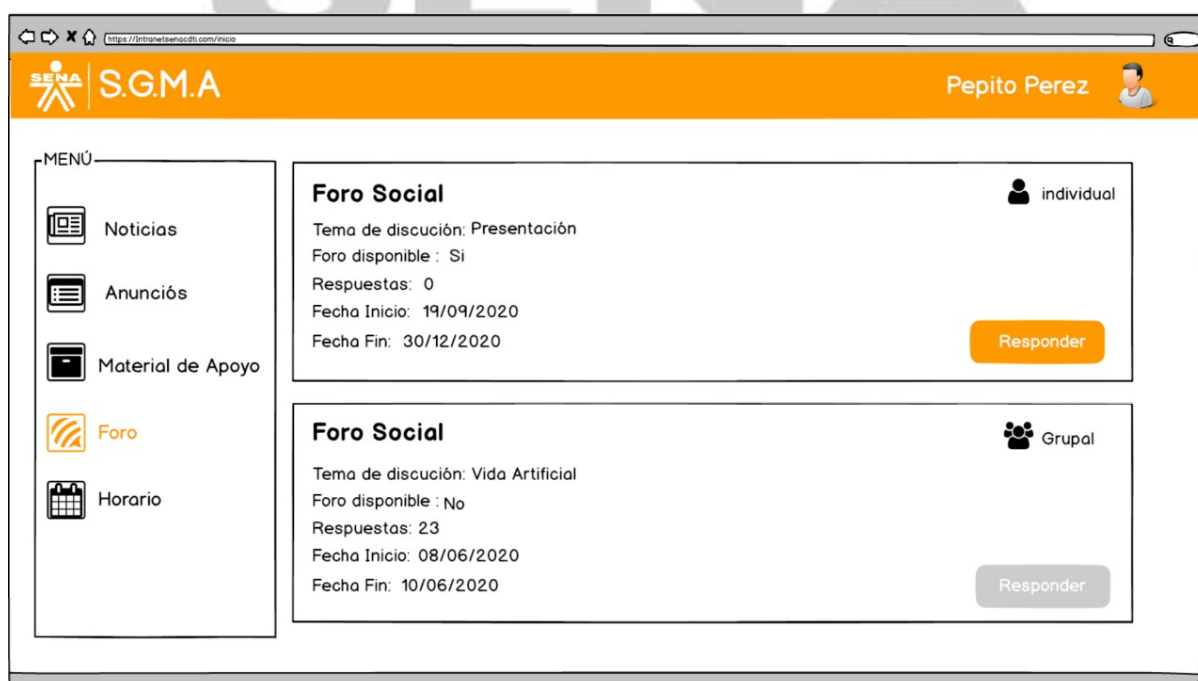 SENA
https://Intranetsenacdti.com/inicio
SENA
S.G.M.A
Pepito Perez
MENÚ
Noticias
Anunciós
Material de Apoyo
Foro
Horario
Foro Social
individual
Tema de discución: Presentación
Foro disponible : Si
Respuestas: 0
Fecha Inicio: 19/09/2020
Fecha Fin: 30/12/2020
Responder
Foro Social
Grupal
Tema de discución: Vida Artificial
Foro disponible : No
Respuestas: 23
Fecha Inicio: 08/06/2020
Fecha Fin: 10/06/2020
Responder